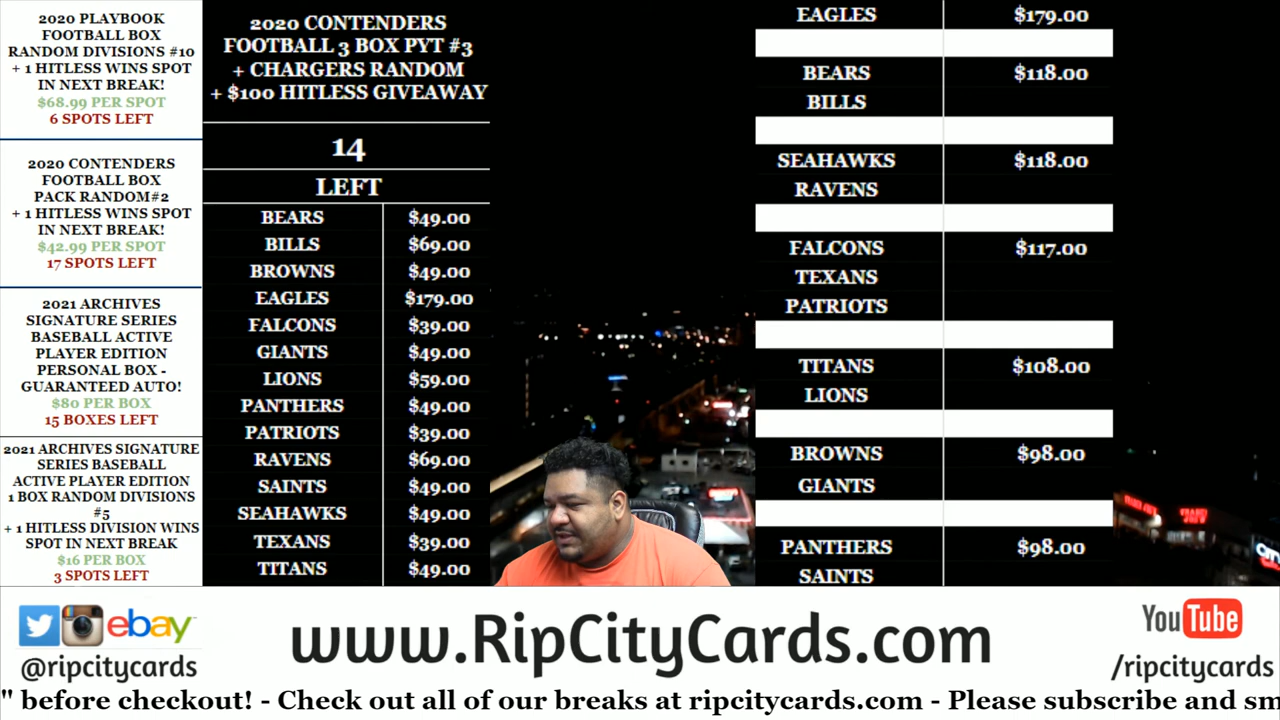 2020 PLAYBOOK
FOOTBALL BOX
RANDOM DIVISIONS #10
+ 1 HITLESS WINS SPOT
IN NEXT BREAK!
$68.99 PER SPOT
6 SPOTS LEFT
2020 CONTENDERS
FOOTBALL BOX
PACK RANDOM#2
+ 1 HITLESS WINS SPOT
IN NEXT BREAK!
$42.99 PER SPOT
17 SPOTS LEFT
2021 ARCHIVES
SIGNATURE SERIES
BASEBALL ACTIVE
PLAYER EDITION
PERSONAL BOX -
GUARANTEED AUTO!
$80 PER BOX
15 BOXES LEFT
2021 ARCHIVES SIGNATURE
SERIES BASEBALL
ACTIVE PLAYER EDITION
1 BOX RANDOM DIVISIONS
#5
+ 1 HITLESS DIVISION WINS
SPOT IN NEXT BREAK
$16 PER BOX
3 SPOTS LEFT
2020 CONTENDERS
FOOTBALL 3 BOX PYT #3
+ CHARGERS RANDOM
+ $100 HITLESS GIVEAWAY
14
LEFT
BEARS $49.00
BILLS $69.00
BROWNS $49.00
EAGLES $179.00
FALCONS $39.00
GIANTS $49.00
LIONS $59.00
PANTHERS $49.00
PATRIOTS $39.00
RAVENS $69.00
SAINTS $49.00
SEAHAWKS $49.00
TEXANS $39.00
TITANS $49.00
EAGLES $179.00
BEARS $118.00
BILLS
SEAHAWKS $118.00
RAVENS
FALCONS $117.00
TEXANS
PATRIOTS
TITANS $108.00
LIONS
BROWNS $98.00
GIANTS
PANTHERS $98.00
SAINTS
ebay
@ripcitycards
www.RipCityCards.com
YouTube
/ripcitycards
" before checkout! - Check out all of our breaks at ripcitycards.com - Please subscribe and sm